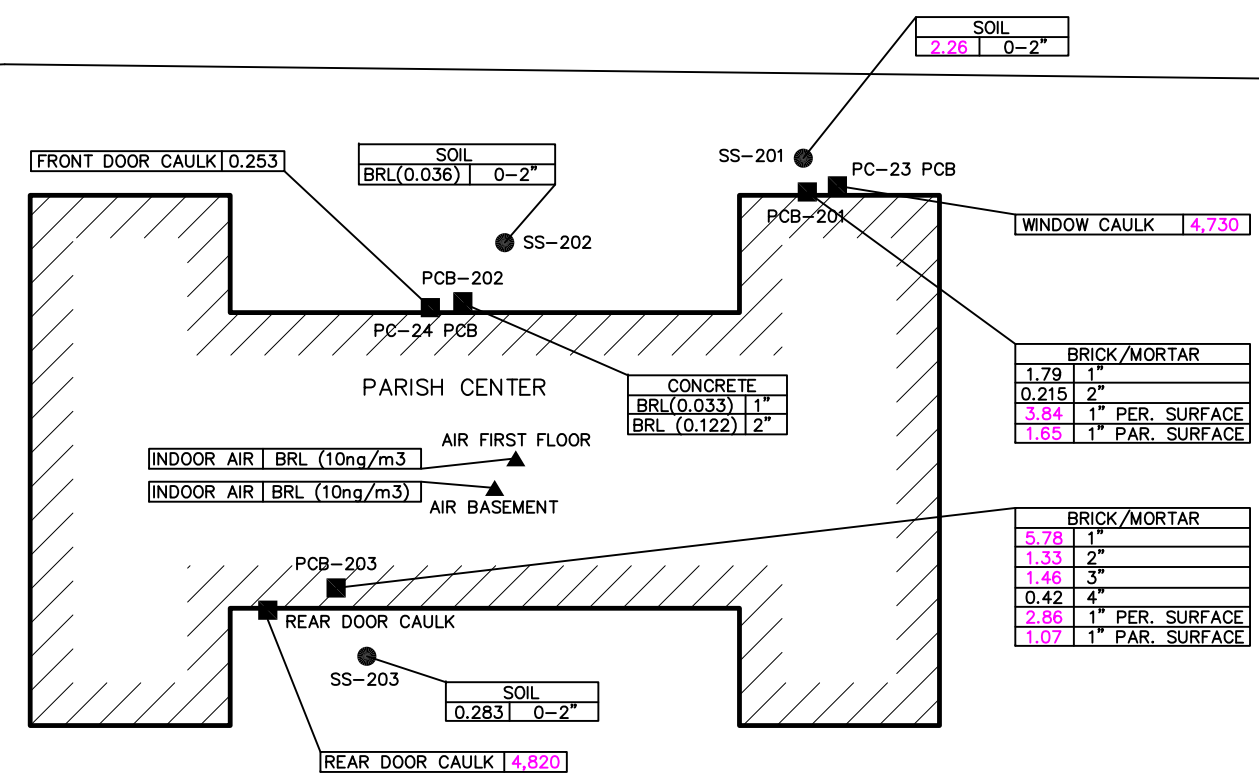 SOIL
2.26 0-2"
FRONT DOOR CAULK 0.253
SOIL
BRL(0.036) 0-2"
SS-201
PC-23 PCB
PCB-201
WINDOW CAULK 4,730
SS-202
PCB-202
PC-24 PCB
BRICK/MORTAR
1.79 1"
0.215 2"
3.84 1" PER. SURFACE
1.65 1" PAR. SURFACE
PARISH CENTER
CONCRETE
BRL(0.033) 1"
BRL (0.122) 2"
AIR FIRST FLOOR
INDOOR AIR BRL (10ng/m3
INDOOR AIR BRL (10ng/m3)
AIR BASEMENT
BRICK/MORTAR
5.78 1"
1.33 2"
1.46 3"
0.42 4"
2.86 1" PER. SURFACE
1.07 1" PAR. SURFACE
PCB-203
REAR DOOR CAULK
SS-203
SOIL
0.283 0-2"
REAR DOOR CAULK 4,820